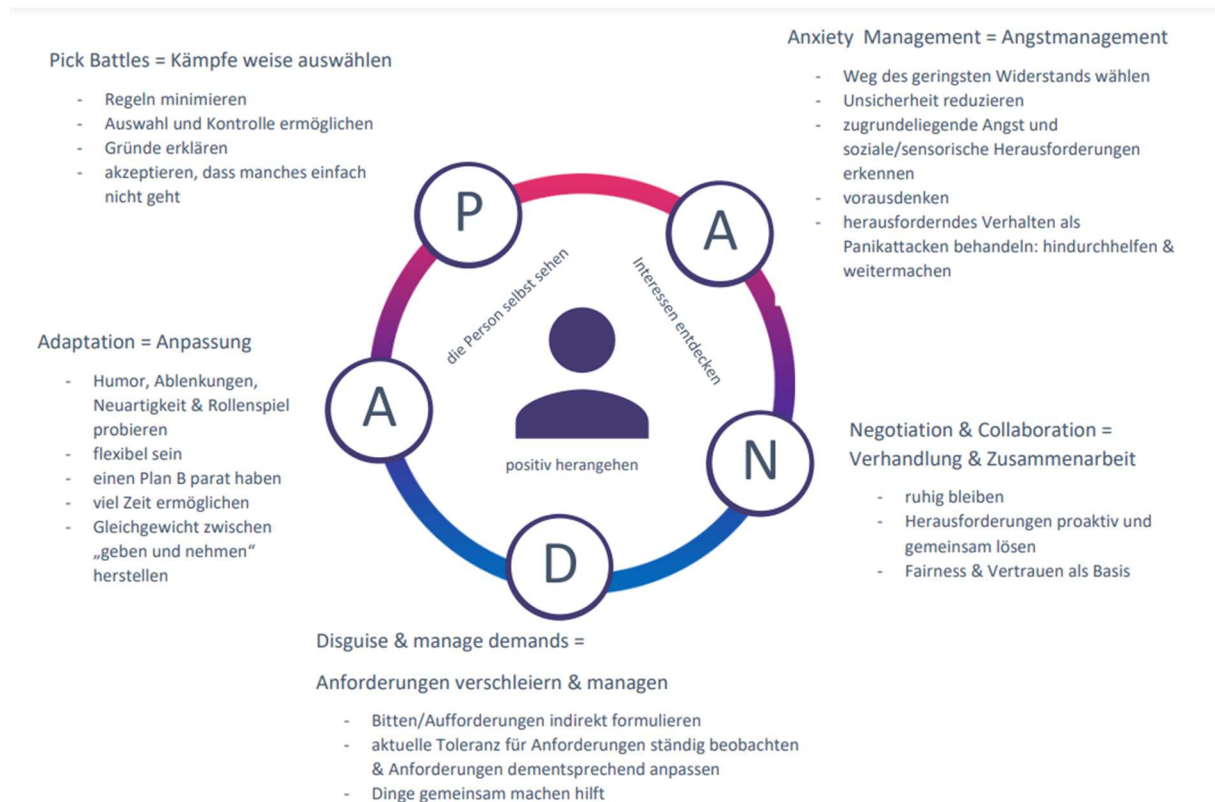 Pick Battles = Kämpfe weise auswählen
- Regeln minimieren
- Auswahl und Kontrolle ermöglichen
- Gründe erklären
- akzeptieren, dass manches einfach
nicht geht
Anxiety Management = Angstmanagement
- Weg des geringsten Widerstands wählen
- Unsicherheit reduzieren
- zugrundeliegende Angst und
soziale/sensorische Herausforderungen
erkennen
- vorausdenken
- herausforderndes Verhalten als
Panikattacken behandeln: hindurchhelfen &
weitermachen
P
A
N
D
A
die Person selbst sehen
Interessen entdecken
positiv herangehen
Negotiation & Collaboration =
Verhandlung & Zusammenarbeit
- ruhig bleiben
- Herausforderungen proaktiv und
gemeinsam lösen
- Fairness & Vertrauen als Basis
Disguise & manage demands =
Anforderungen verschleiern & managen
- Bitten/Aufforderungen indirekt formulieren
- aktuelle Toleranz für Anforderungen ständig beobachten
& Anforderungen dementsprechend anpassen
- Dinge gemeinsam machen hilft
Adaptation = Anpassung
- Humor, Ablenkungen,
Neuartigkeit & Rollenspiel
probieren
- flexibel sein
- einen Plan B parat haben
- viel Zeit ermöglichen
- Gleichgewicht zwischen
„geben und nehmen“
herstellen